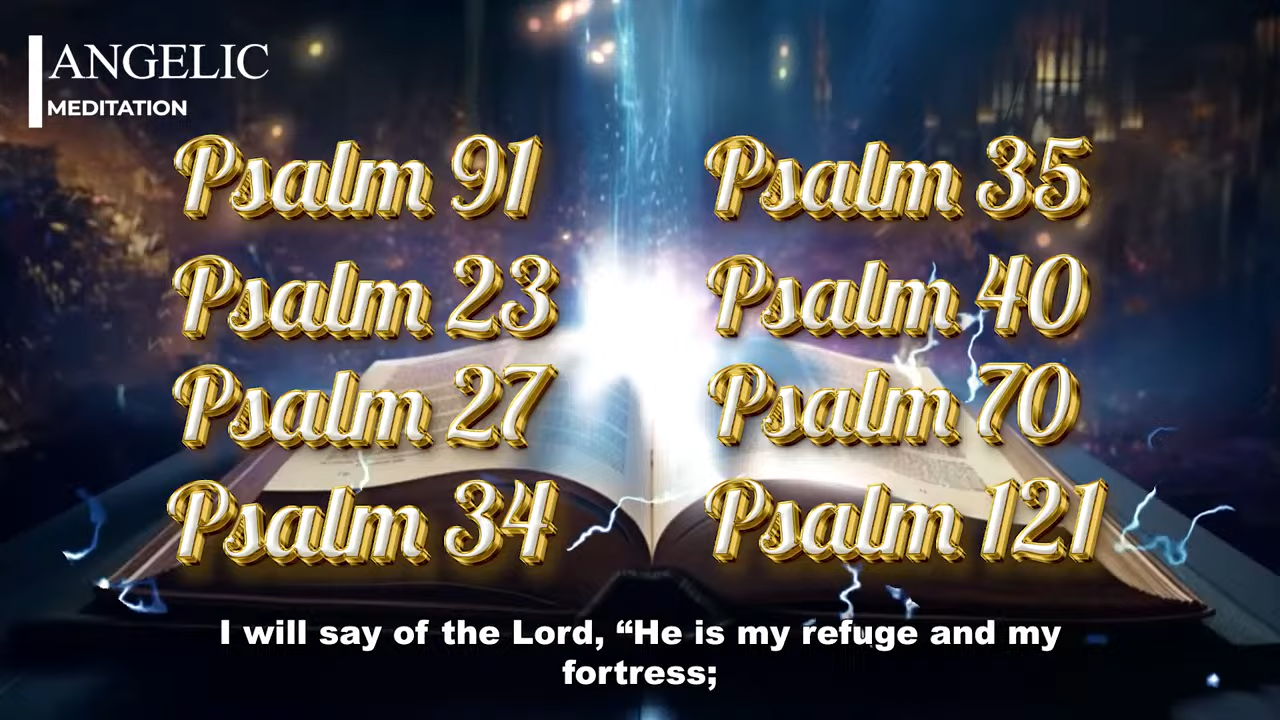 ANGELIC
MEDITATION
Psalm 91
Psalm 23
Psalm 27
Psalm 34
Psalm 35
Psalm 40
Psalm 70
Psalm 121
I will say of the Lord, “He is my refuge and my
fortress;